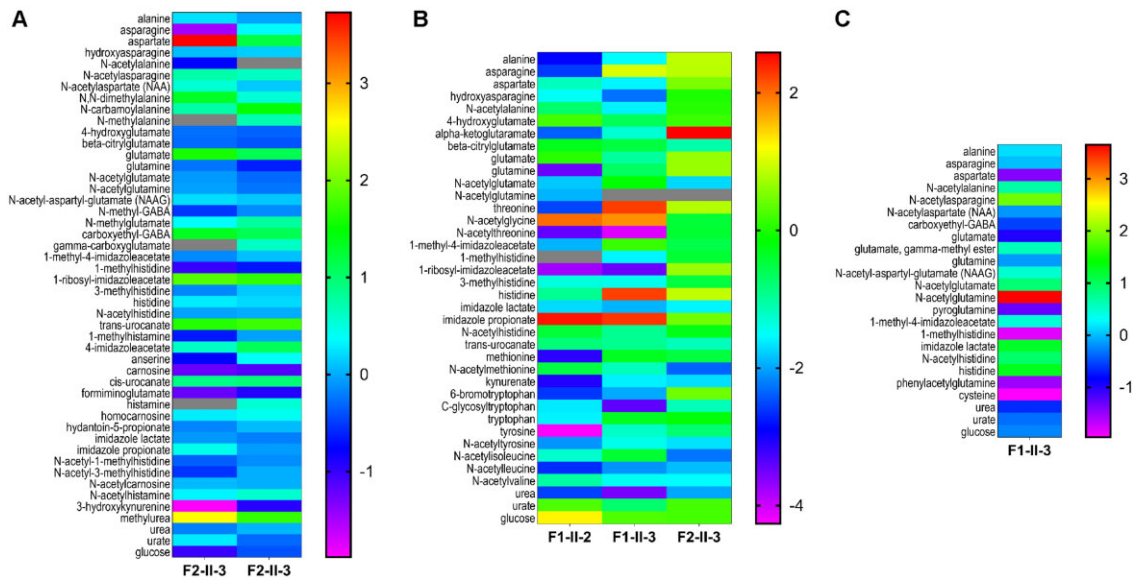 A
alanine
asparagine
aspartate
hydroxyasparagine
N-acetylalanine
N-acetylasparagine
N-acetylaspartate (NAA)
N,N-dimethylalanine
N-carbamoylalanine
N-methylalanine
4-hydroxyglutamate
beta-citrylglutamate
glutamate
glutamine
N-acetylglutamate
N-acetylglutamine
N-acetyl-aspartyl-glutamate (NAAG)
N-methyl-GABA
N-methylglutamate
carboxyethyl-GABA
gamma-carboxyglutamate
1-methyl-4-imidazoleacetate
1-methylhistidine
1-ribosyl-imidazoleacetate
3-methylhistidine
histidine
N-acetylhistidine
trans-urocanate
1-methylhistamine
4-imidazoleacetate
anserine
carnosine
cis-urocanate
formiminoglutamate
histamine
homocarnosine
hydantoin-5-propionate
imidazole lactate
imidazole propionate
N-acetyl-1-methylhistidine
N-acetyl-3-methylhistidine
N-acetylcarnosine
N-acetylhistamine
3-hydroxykynurenine
methylurea
urea
urate
glucose
F2-II-3 F2-II-3
3
2
1
0
-1
B
alanine
asparagine
aspartate
hydroxyasparagine
N-acetylalanine
4-hydroxyglutamate
alpha-ketoglutaramate
beta-citrylglutamate
glutamate
glutamine
N-acetylglutamate
N-acetylglutamine
threonine
N-acetylglycine
N-acetylthreonine
1-methyl-4-imidazoleacetate
1-methylhistidine
1-ribosyl-imidazoleacetate
3-methylhistidine
histidine
imidazole lactate
imidazole propionate
N-acetylhistidine
trans-urocanate
methionine
N-acetylmethionine
kynurenate
6-bromotryptophan
C-glycosyltryptophan
tryptophan
tyrosine
N-acetyltyrosine
N-acetylisoleucine
N-acetylleucine
N-acetylvaline
urea
urate
glucose
F1-II-2 F1-II-3 F2-II-3
2
0
-2
-4
C
alanine
asparagine
aspartate
N-acetylalanine
N-acetylasparagine
N-acetylaspartate (NAA)
carboxyethyl-GABA
glutamate
glutamate, gamma-methyl ester
glutamine
N-acetyl-aspartyl-glutamate (NAAG)
N-acetylglutamate
N-acetylglutamine
pyroglutamine
1-methyl-4-imidazoleacetate
1-methylhistidine
imidazole lactate
N-acetylhistidine
histidine
phenylacetylglutamine
cysteine
urea
urate
glucose
F1-II-3
3
2
1
0
-1